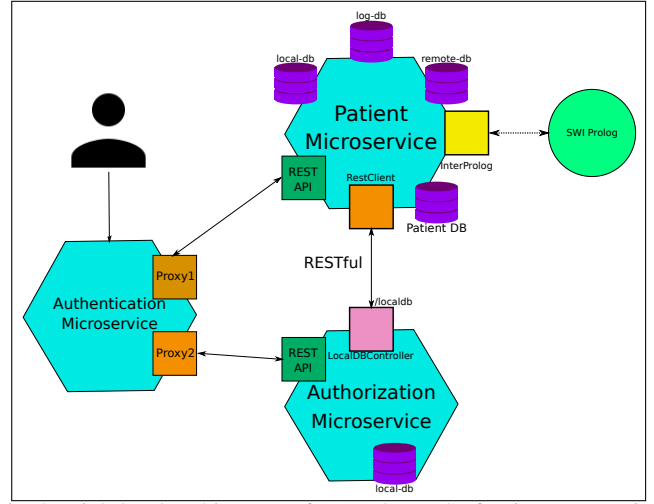 log-db
local-db
remote-db
Patient
Microservice
SWI Prolog
InterProlog
REST
API
RestClient
Patient DB
RESTful
Proxy1
Authentication
Microservice
Proxy2
/localdb
REST
API
LocalDBController
Authorization
Microservice
local-db